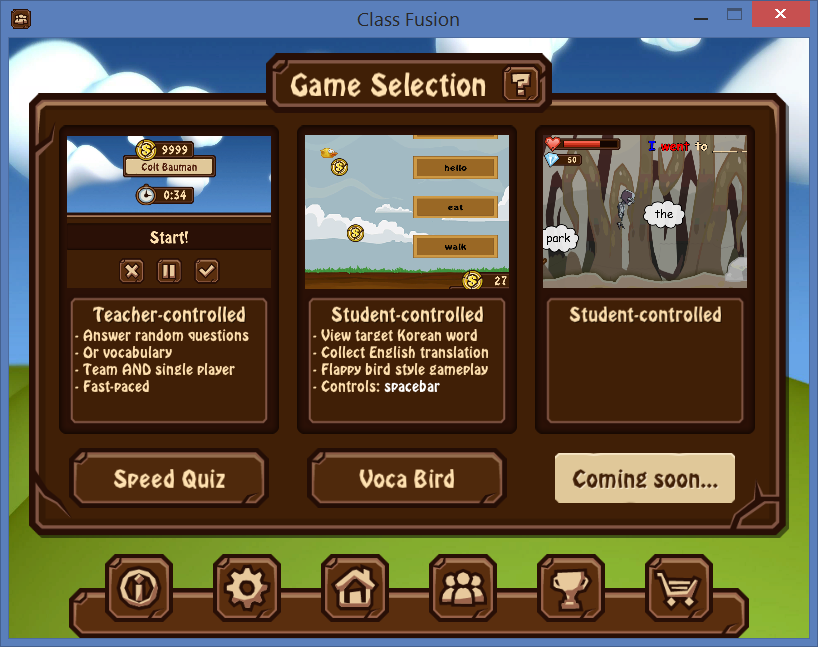 Class Fusion
Game Selection ?
9999
Colt Bauman
0:34
Start!
Teacher-controlled
- Answer random questions
- Or vocabulary
- Team AND single player
- Fast-paced
Speed Quiz
hello
eat
walk
27
Student-controlled
- View target Korean word
- Collect English translation
- Flappy bird style gameplay
- Controls: spacebar
Voca Bird
50
I went to ____
the
park
Student-controlled
Coming soon...